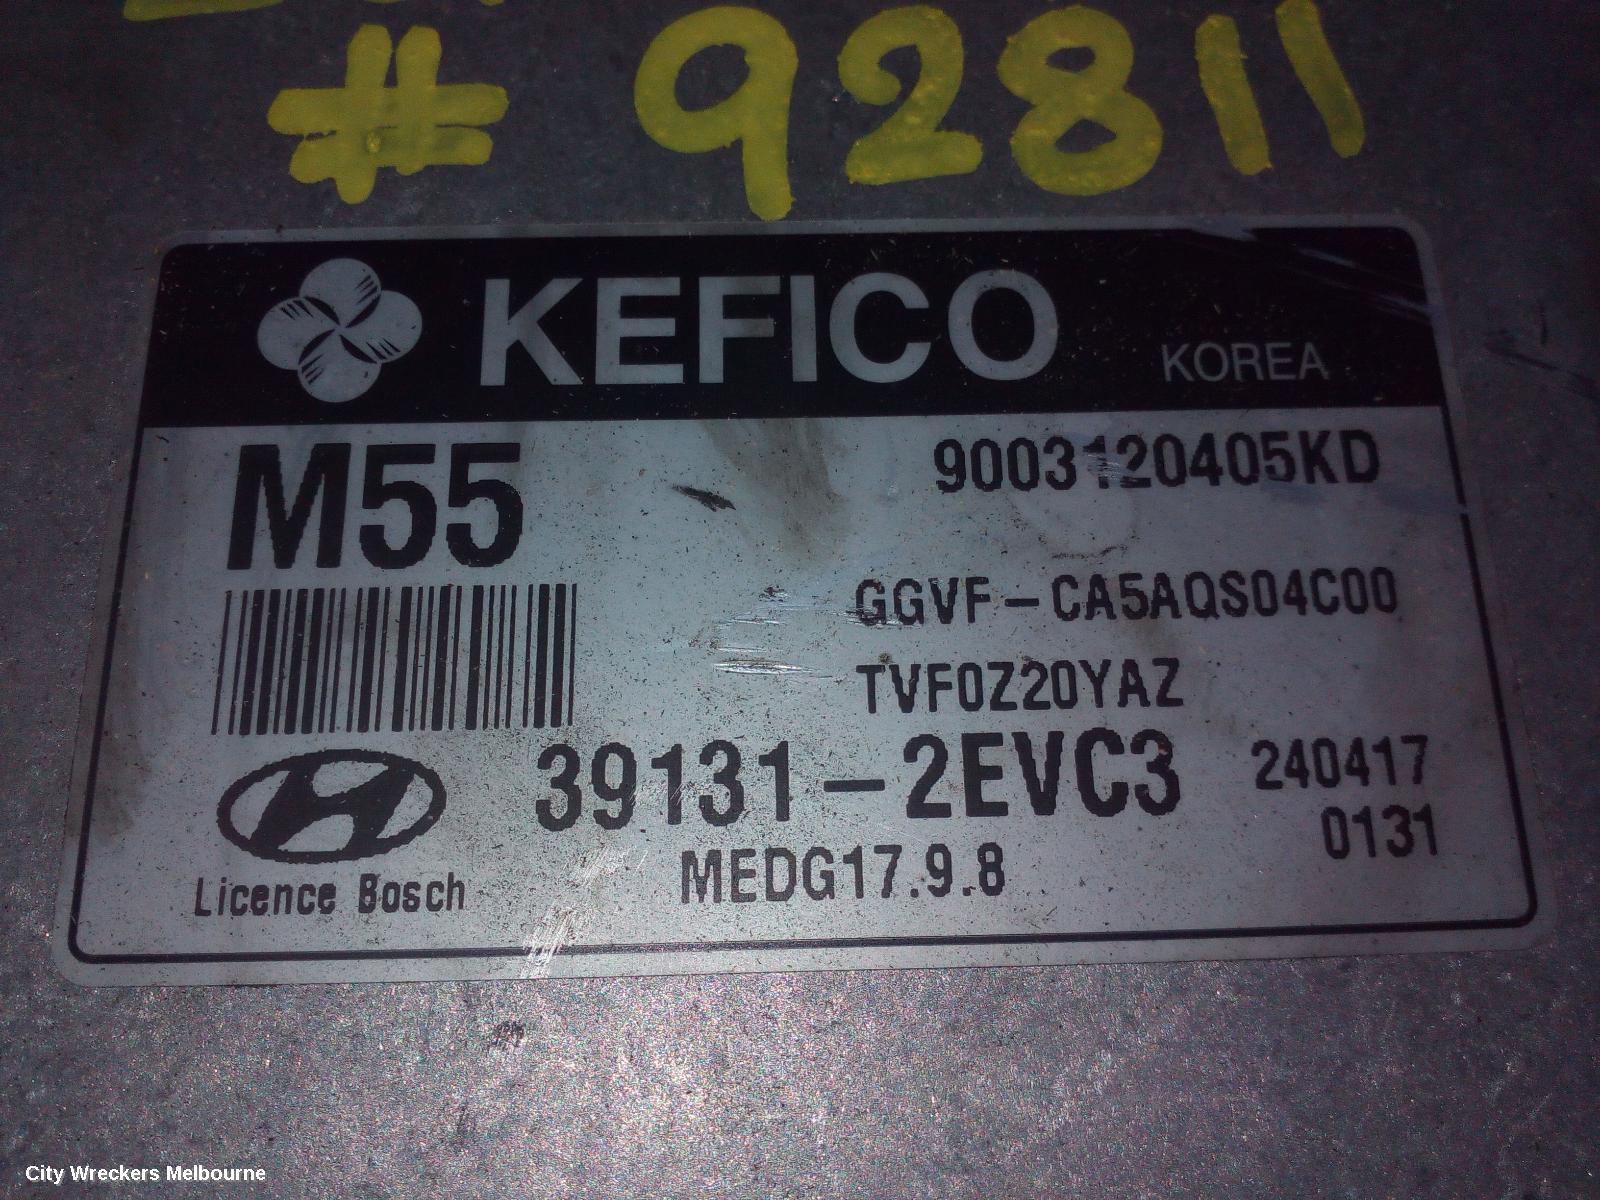 # 92811
KEFICO KOREA
M55 9003120405KD
GGVF-CA5AQS04C00
TVF0Z20YAZ
39131-2EVC3 240417
0131
Licence Bosch MEDG17.9.8
City Wreckers Melbourne